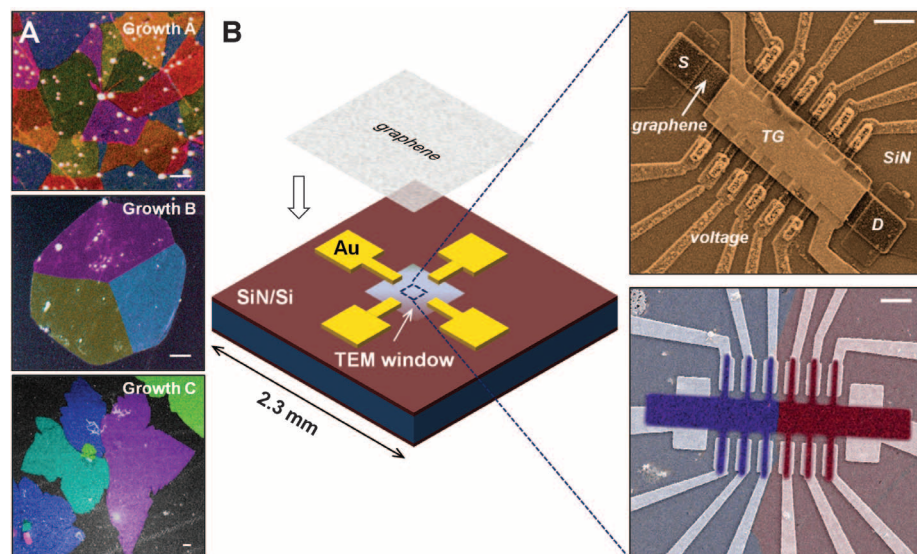 A
Growth A
Growth B
Growth C
B
graphene
Au
SiN/Si
TEM window
2.3 mm
S
graphene
TG
SiN
voltage
D